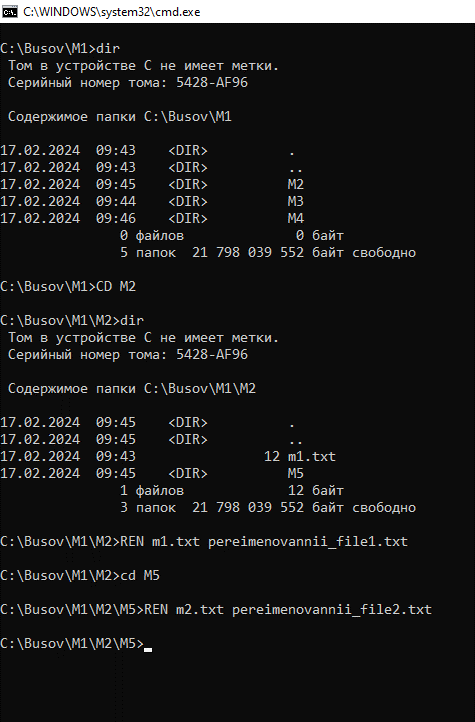 C:\WINDOWS\system32\cmd.exe
C:\Busov\M1>dir
 Том в устройстве C не имеет метки.
 Серийный номер тома: 5428-AF96
 Содержимое папки C:\Busov\M1
17.02.2024  09:43    <DIR>          .
17.02.2024  09:43    <DIR>          ..
17.02.2024  09:45    <DIR>          M2
17.02.2024  09:44    <DIR>          M3
17.02.2024  09:46    <DIR>          M4
               0 файлов              0 байт
               5 папок  21 798 039 552 байт свободно
C:\Busov\M1>CD M2
C:\Busov\M1\M2>dir
 Том в устройстве C не имеет метки.
 Серийный номер тома: 5428-AF96
 Содержимое папки C:\Busov\M1\M2
17.02.2024  09:45    <DIR>          .
17.02.2024  09:45    <DIR>          ..
17.02.2024  09:43                12 m1.txt
17.02.2024  09:45    <DIR>          M5
               1 файлов             12 байт
               3 папок  21 798 039 552 байт свободно
C:\Busov\M1\M2>REN m1.txt pereimenovannii_file1.txt
C:\Busov\M1\M2>cd M5
C:\Busov\M1\M2\M5>REN m2.txt pereimenovannii_file2.txt
C:\Busov\M1\M2\M5>